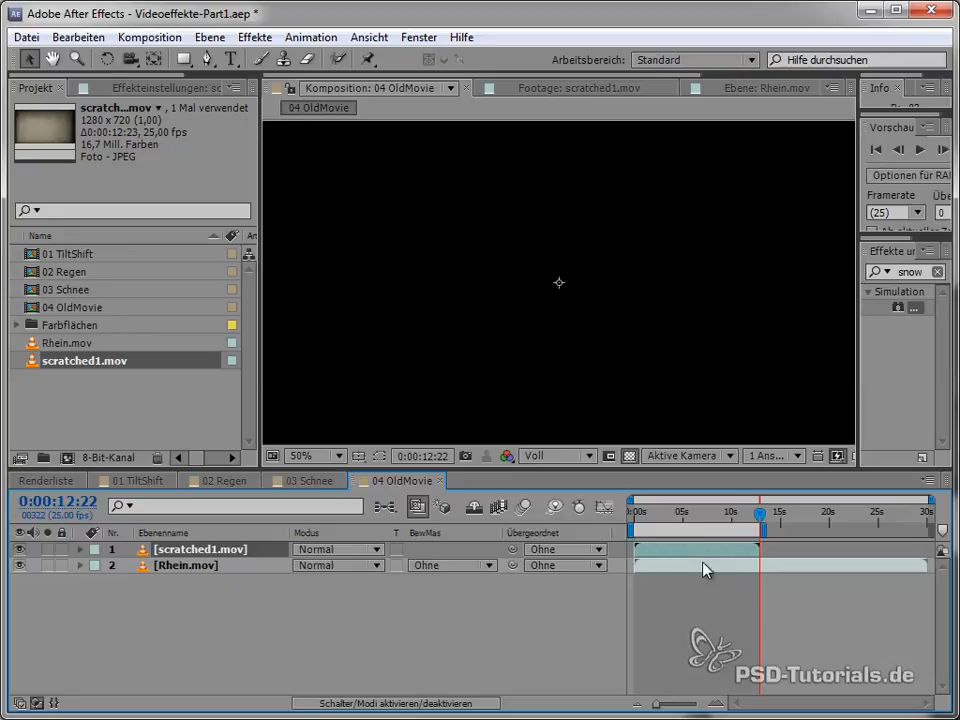 Adobe After Effects - Videoeffekte-Part1.aep *
Datei Bearbeiten Komposition Ebene Effekte Animation Ansicht Fenster Hilfe
Arbeitsbereich: Standard Hilfe durchsuchen
Projekt Effekteinstellungen: sc Komposition: 04 OldMovie Footage: scratched1.mov Ebene: Rhein.mov Info
04 OldMovie
scratch...mov ▾, 1 Mal verwendet
1280 x 720 (1,00)
Δ0:00:12:23, 25,00 fps
16,7 Mill. Farben
Foto - JPEG
Vorschau
Optionen für RAI
Framerate Übe
(25) 0
Effekte un
snow
Simulation
...
Name
01 TiltShift
02 Regen
03 Schnee
04 OldMovie
Farbflächen
Rhein.mov
scratched1.mov
8-Bit-Kanal
50% 0:00:12:22 Voll Aktive Kamera 1 Ans...
Renderliste 01 TiltShift 02 Regen 03 Schnee 04 OldMovie
0:00:12:22
00322 (25.00 fps)
0:00s 05s 10s 15s 20s 25s 30s
Nr. Ebenenname Modus T BewMas Übergeordnet
1 [scratched1.mov] Normal Ohne
2 [Rhein.mov] Normal Ohne Ohne
PSD-Tutorials.de
Schalter/Modi aktivieren/deaktivieren